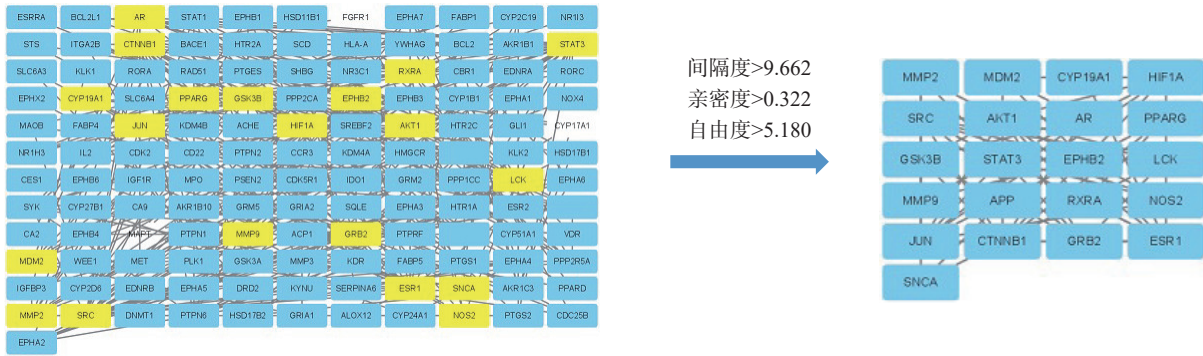 ESRRA BCL2L1 AR STAT1 EPHB1 HSD11B1 FGFR1 EPHA7 FABP1 CYP2C19 NR1I3
STS ITGA2B CTNNB1 BACE1 HTR2A SCD HLA-A YWHAG BCL2 AKR1B1 STAT3
SLC6A3 KLK1 RORA RAD51 PTGES SHBG NR3C1 RXRA CBR1 EDNRA RORC
EPHX2 CYP19A1 SLC6A4 PPARG GSK3B PPP2CA EPHB2 EPHB3 CYP1B1 EPHA1 NOX4
MAOB FABP4 JUN KDM4B ACHE HIF1A SREBF2 AKT1 HTR2C GLI1 CYP17A1
NR1H3 IL2 CDK2 CD22 PTPN2 CCR3 KDM4A HMGCR KLK2 HSD17B1
CES1 EPHB6 IGF1R MPO PSEN2 CDK5R1 IDO1 GRM2 PPP1CC LCK EPHA6
SYK CYP27B1 CA9 AKR1B10 GRM5 GRIA2 SQLE EPHA3 HTR1A ESR2
CA2 EPHB4 MAPT PTPN1 MMP9 ACP1 GRB2 PTPRF CYP51A1 VDR
MDM2 WEE1 MET PLK1 GSK3A MMP3 KDR FABP5 PTGS1 EPHA4 PPP2R5A
IGFBP3 CYP2D6 EDNRB EPHA5 DRD2 KYNU SERPINA6 ESR1 SNCA AKR1C3 PPARD
MMP2 SRC DNMT1 PTPN6 HSD17B2 GRIA1 ALOX12 CYP24A1 NOS2 PTGS2 CDC25B
EPHA2
间隔度>9.662
亲密度>0.322
自由度>5.180
MMP2 MDM2 CYP19A1 HIF1A
SRC AKT1 AR PPARG
GSK3B STAT3 EPHB2 LCK
MMP9 APP RXRA NOS2
JUN CTNNB1 GRB2 ESR1
SNCA